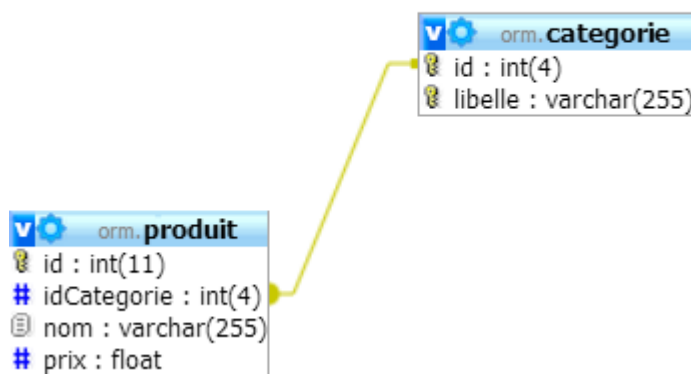 v orm.categorie
id : int(4)
libelle : varchar(255)
v orm.produit
id : int(11)
# idCategorie : int(4)
nom : varchar(255)
# prix : float